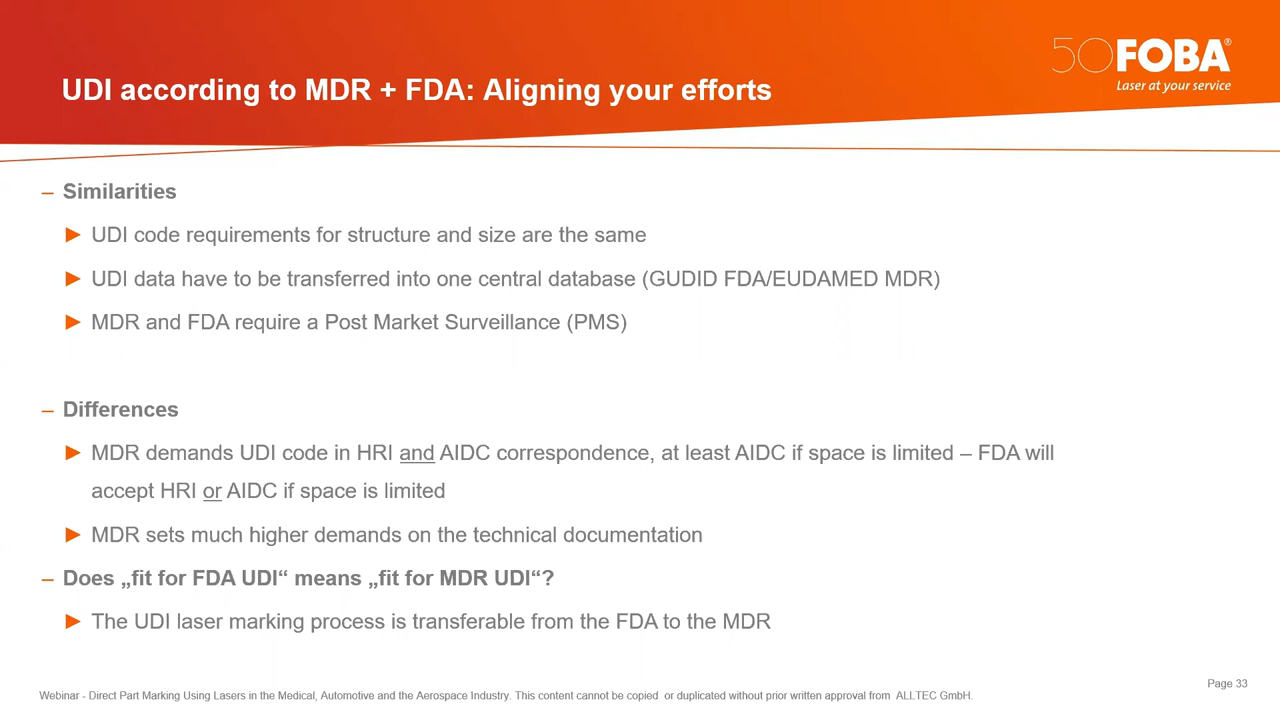 50 FOBA®
Laser at your service
UDI according to MDR + FDA: Aligning your efforts
– Similarities
► UDI code requirements for structure and size are the same
► UDI data have to be transferred into one central database (GUDID FDA/EUDAMED MDR)
► MDR and FDA require a Post Market Surveillance (PMS)
– Differences
► MDR demands UDI code in HRI and AIDC correspondence, at least AIDC if space is limited – FDA will
accept HRI or AIDC if space is limited
► MDR sets much higher demands on the technical documentation
– Does „fit for FDA UDI“ means „fit for MDR UDI“?
► The UDI laser marking process is transferable from the FDA to the MDR
Page 33
Webinar - Direct Part Marking Using Lasers in the Medical, Automotive and the Aerospace Industry. This content cannot be copied or duplicated without prior written approval from ALLTEC GmbH.